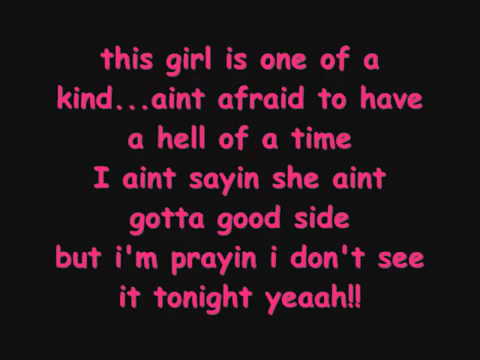 this girl is one of a
kind...aint afraid to have
a hell of a time
I aint sayin she aint
gotta good side
but i'm prayin i don't see
it tonight yeaah!!